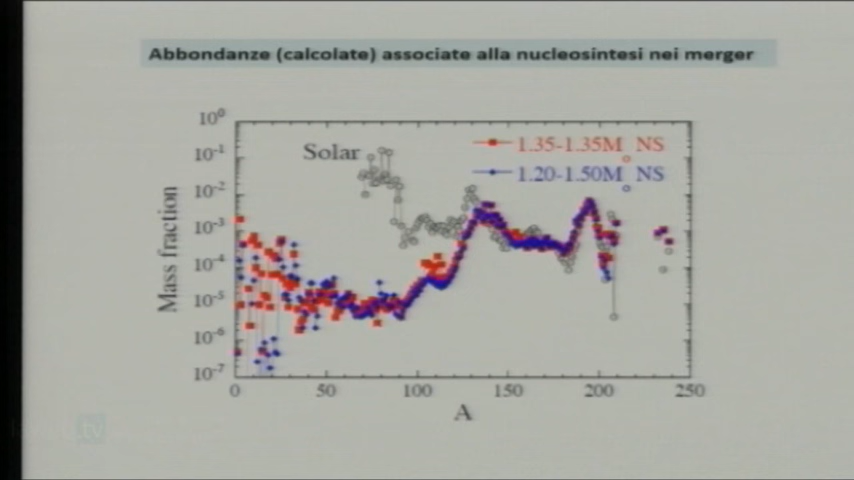 Abbondanze (calcolate) associate alla nucleosintesi nei merger
10⁰
10⁻¹
10⁻²
10⁻³
10⁻⁴
10⁻⁵
10⁻⁶
10⁻⁷
Mass fraction
Solar
1.35-1.35M○ NS
1.20-1.50M○ NS
0 50 100 150 200 250
A
.tv